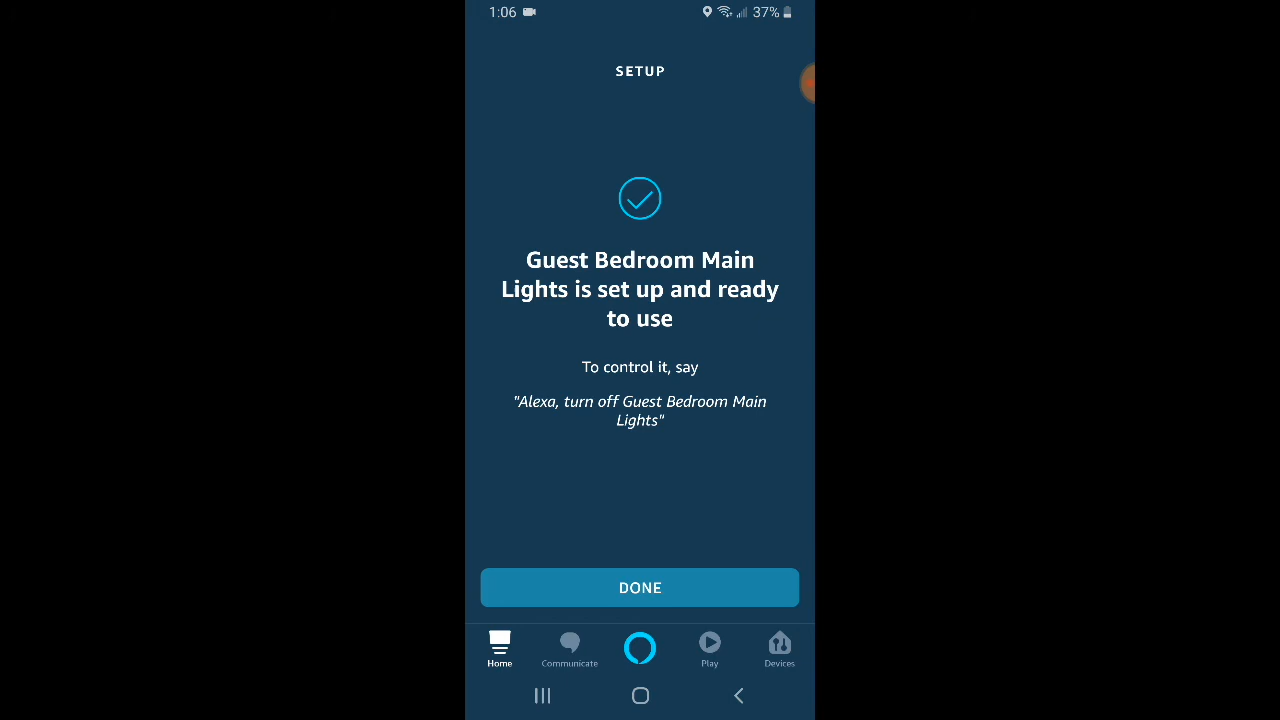 1:06 37%
SETUP
Guest Bedroom Main
Lights is set up and ready
to use
To control it, say
"Alexa, turn off Guest Bedroom Main
Lights"
DONE
Home Communicate Play Devices